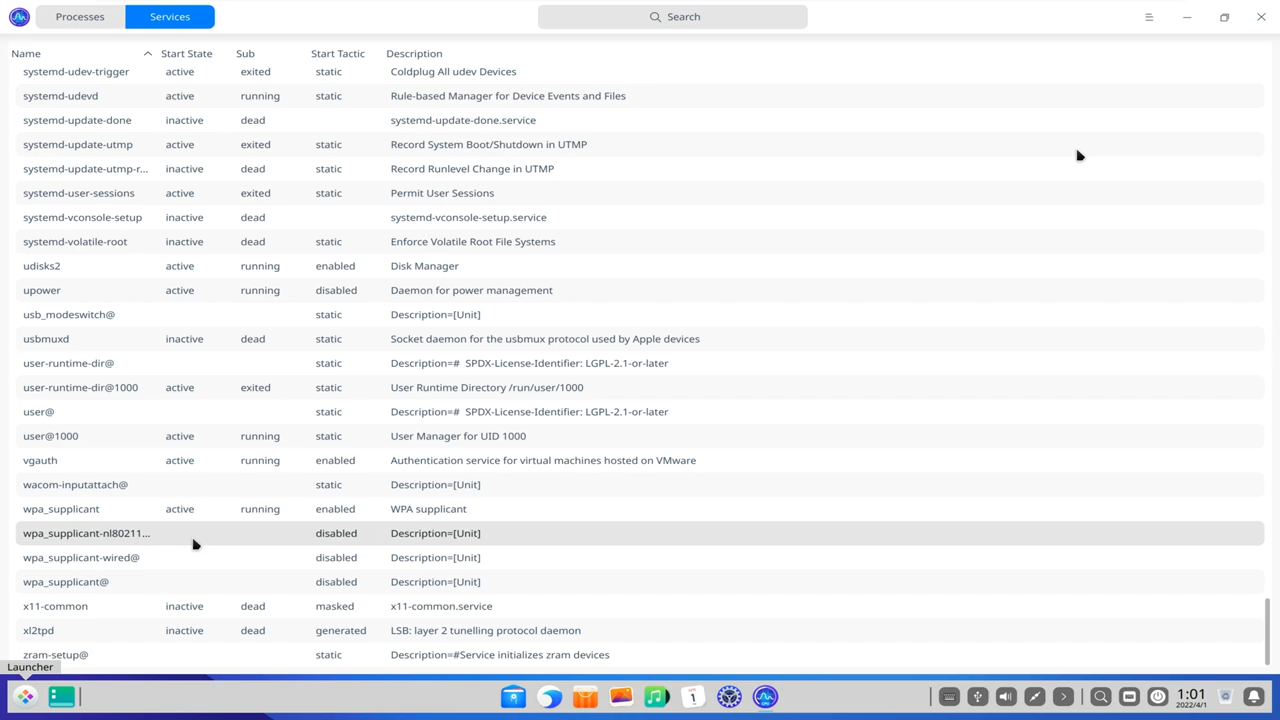 Processes Services Search
Name Start State Sub Start Tactic Description
systemd-udev-trigger active exited static Coldplug All udev Devices
systemd-udevd active running static Rule-based Manager for Device Events and Files
systemd-update-done inactive dead systemd-update-done.service
systemd-update-utmp active exited static Record System Boot/Shutdown in UTMP
systemd-update-utmp-r... inactive dead static Record Runlevel Change in UTMP
systemd-user-sessions active exited static Permit User Sessions
systemd-vconsole-setup inactive dead systemd-vconsole-setup.service
systemd-volatile-root inactive dead static Enforce Volatile Root File Systems
udisks2 active running enabled Disk Manager
upower active running disabled Daemon for power management
usb_modeswitch@ static Description=[Unit]
usbmuxd inactive dead static Socket daemon for the usbmux protocol used by Apple devices
user-runtime-dir@ static Description=# SPDX-License-Identifier: LGPL-2.1-or-later
user-runtime-dir@1000 active exited static User Runtime Directory /run/user/1000
user@ static Description=# SPDX-License-Identifier: LGPL-2.1-or-later
user@1000 active running static User Manager for UID 1000
vgauth active running enabled Authentication service for virtual machines hosted on VMware
wacom-inputattach@ static Description=[Unit]
wpa_supplicant active running enabled WPA supplicant
wpa_supplicant-nl80211... disabled Description=[Unit]
wpa_supplicant-wired@ disabled Description=[Unit]
wpa_supplicant@ disabled Description=[Unit]
x11-common inactive dead masked x11-common.service
xl2tpd inactive dead generated LSB: layer 2 tunelling protocol daemon
zram-setup@ static Description=#Service initializes zram devices
Launcher
1
1:01
2022/4/1